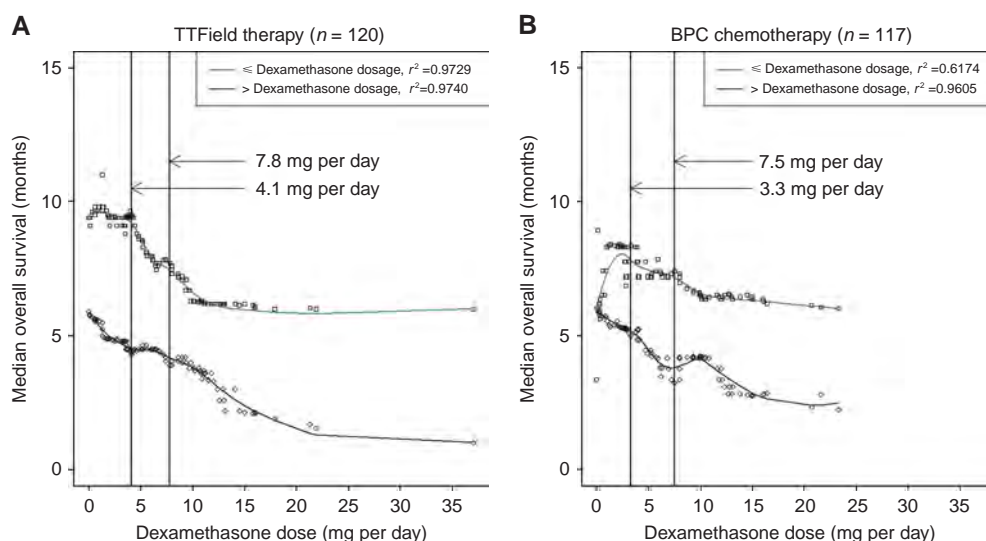 A
TTField therapy (n = 120)
⩽ Dexamethasone dosage, r² =0.9729
> Dexamethasone dosage, r²=0.9740
7.8 mg per day
4.1 mg per day
Median overall survival (months)
15
10
5
0
0 5 10 15 20 25 30 35
Dexamethasone dose (mg per day)
B
BPC chemotherapy (n = 117)
⩽ Dexamethasone dosage, r² =0.6174
> Dexamethasone dosage, r²=0.9605
7.5 mg per day
3.3 mg per day
Median overall survival (months)
15
10
5
0
0 5 10 15 20 25 30 35
Dexamethasone dose (mg per day)